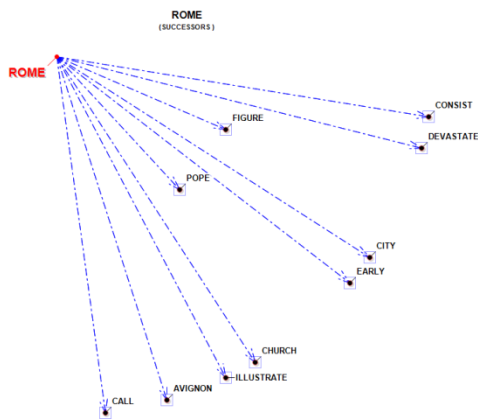 ROME
(SUCCESSORS)
ROME
CONSIST
FIGURE
DEVASTATE
POPE
CITY
EARLY
CHURCH
ILLUSTRATE
AVIGNON
CALL